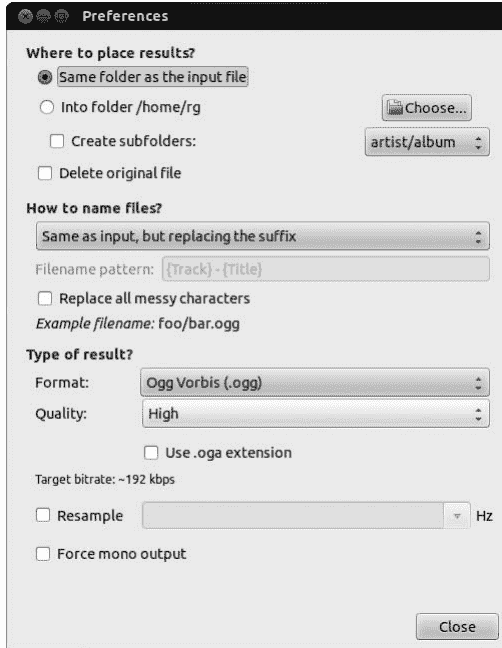 Preferences
Where to place results?
Same folder as the input file
Into folder /home/rg
Choose...
Create subfolders:
artist/album
Delete original file
How to name files?
Same as input, but replacing the suffix
Filename pattern: {Track} - {Title}
Replace all messy characters
Example filename: foo/bar.ogg
Type of result?
Format: Ogg Vorbis (.ogg)
Quality: High
Use .oga extension
Target bitrate: ~192 kbps
Resample Hz
Force mono output
Close